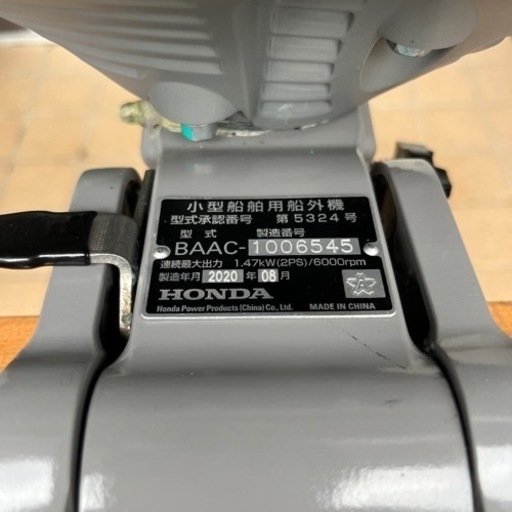 小型船舶用船外機
型式承認番号 第5324号
型式 製造番号
BAAC-1006545
連続最大出力 1.47kW(2PS)/6000rpm
製造年月 2020 年 08 月
HONDA
Honda Power Products (China) Co., Ltd. MADE IN CHINA